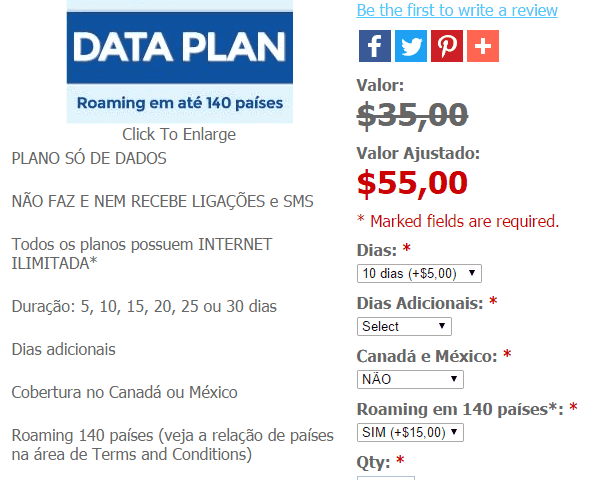 DATA PLAN
Roaming em até 140 países
Click To Enlarge
PLANO SÓ DE DADOS
NÃO FAZ E NEM RECEBE LIGAÇÕES e SMS
Todos os planos possuem INTERNET
ILIMITADA*
Duração: 5, 10, 15, 20, 25 ou 30 dias
Dias adicionais
Cobertura no Canadá ou México
Roaming 140 países (veja a relação de países
na área de Terms and Conditions)
Be the first to write a review
Valor:
$35,00
Valor Ajustado:
$55,00
* Marked fields are required.
Dias: *
10 dias (+$5,00)
Dias Adicionais: *
Select
Canadá e México: *
NÃO
Roaming em 140 países*: *
SIM (+$15,00)
Qty: *